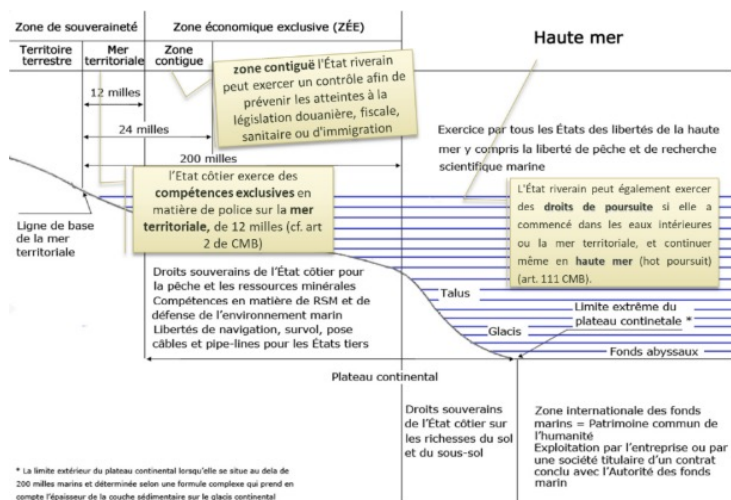 Zone de souveraineté
Zone économique exclusive (ZÉE)
Haute mer
Territoire
terrestre
Mer
territoriale
Zone
contigue
zone contiguë l'État riverain
peut exercer un contrôle afin de
prévenir les atteintes à la
législation douanière, fiscale,
sanitaire ou d'immigration
12 milles
24 milles
200 milles
Exercice par tous les États des libertés de la haute
mer y compris la liberté de pêche et de recherche
scientifique marine
l'Etat côtier exerce des
compétences exclusives en
matière de police sur la mer
territoriale, de 12 milles (cf. art
2 de CMB)
L'État riverain peut également exercer
des droits de poursuite si elle a
commencé dans les eaux intérieures
ou la mer territoriale, et continuer
même en haute mer (hot poursuit)
(art. 111 CMB).
Ligne de base
de la mer
territoriale
Droits souverains de l'État côtier pour
la pêche et les ressources minérales
Compétences en matière de RSM et de
défense de l'environnement marin
Libertés de navigation, survol, pose
câbles et pipe-lines pour les États tiers
Talus
Glacis
Limite extrême du
plateau continetale *
Fonds abyssaux
Plateau continental
Droits souverains
de l'État côtier sur
les richesses du sol
et du sous-sol
Zone internationale des fonds
marins = Patrimoine commun de
l'humanité
Exploitation par l'entreprise ou par
une société titulaire d'un contrat
conclu avec l'Autorité des fonds
marin
* La limite extérieur du plateau continental lorsqu'elle se situe au dela de
200 milles marins et déterminée selon une formule complexe qui prend en
compte l'épaisseur de la couche sédimentaire sur le glacis continental